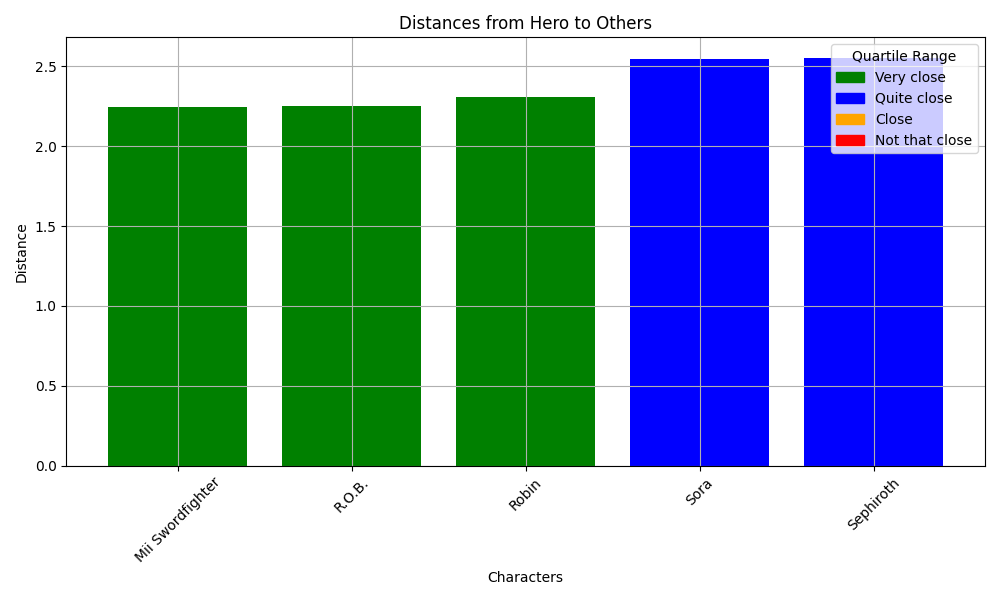 Distances from Hero to Others
Quartile Range
Very close
Quite close
Close
Not that close
Distance
2.5
2.0
1.5
1.0
0.5
0.0
Mii Swordfighter
R.O.B.
Robin
Sora
Sephiroth
Characters